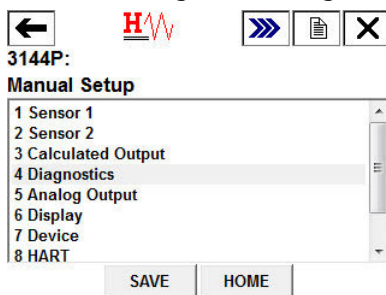 H
3144P:
Manual Setup
1 Sensor 1
2 Sensor 2
3 Calculated Output
4 Diagnostics
5 Analog Output
6 Display
7 Device
8 HART
SAVE HOME